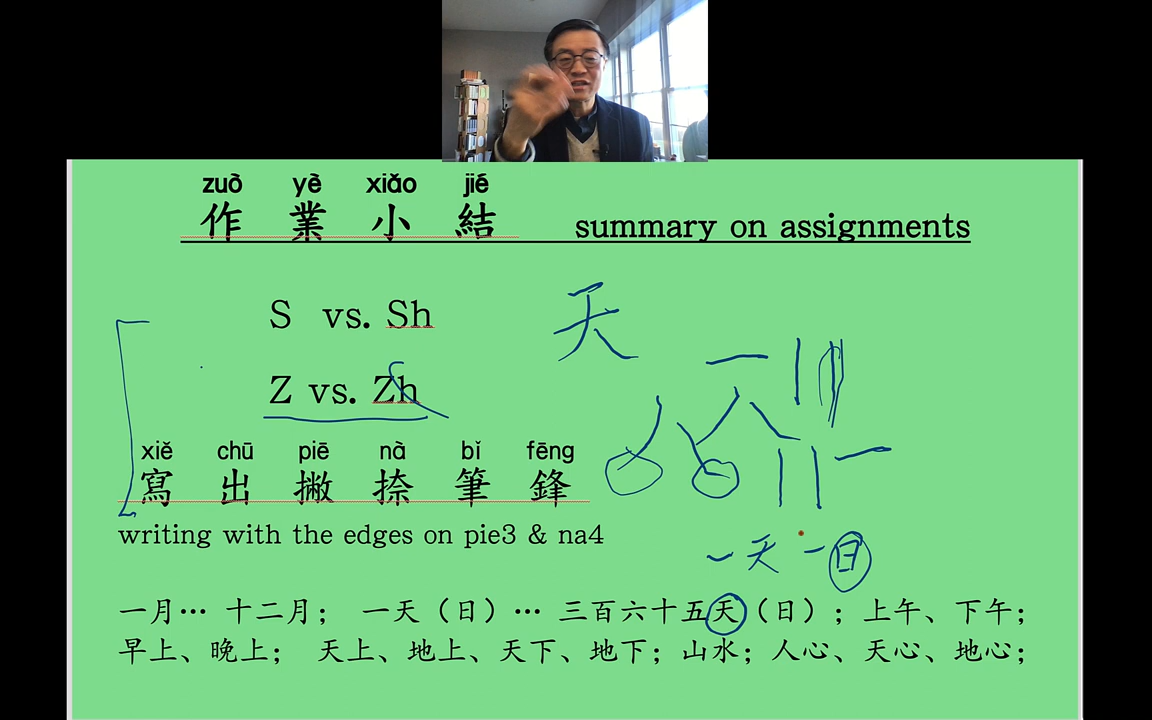 zuò yè xiǎo jié
作 業 小 結 summary on assignments
S vs. Sh
天
Z vs. Zh
xiě chū piē nà bǐ fēng
寫 出 撇 捺 筆 鋒
writing with the edges on pie3 & na4
一天 一日
一月… 十二月； 一天（日）… 三百六十五天（日）；上午、下午；
早上、晚上； 天上、地上、天下、地下；山水；人心、天心、地心；